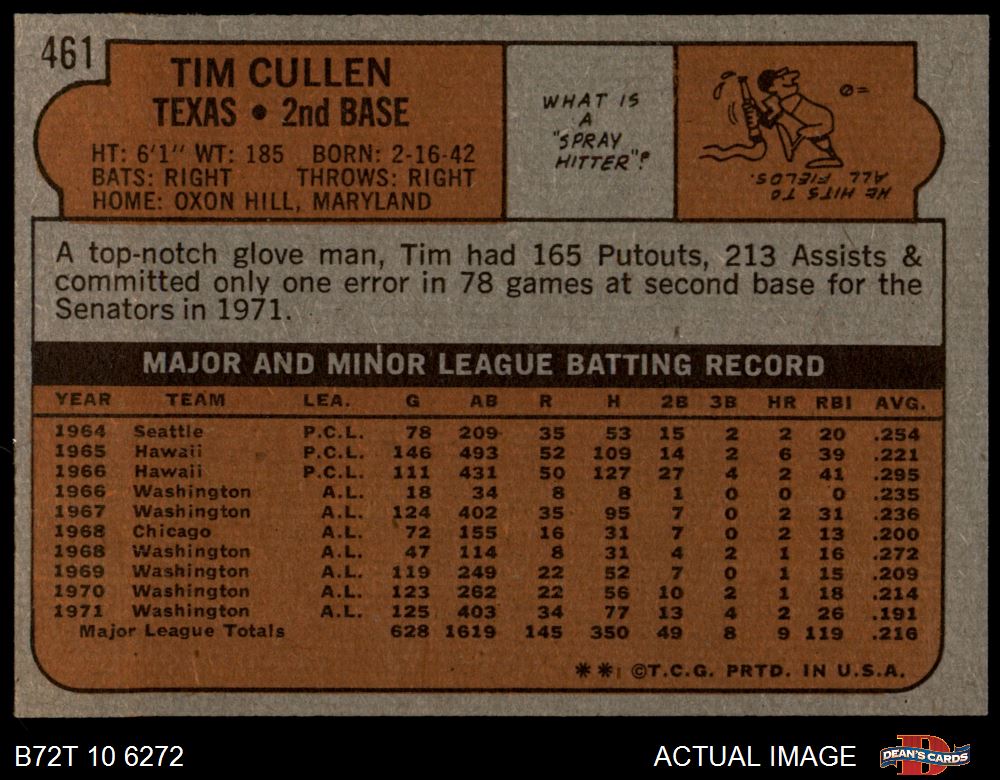 461
TIM CULLEN
TEXAS • 2nd BASE
HT: 6'1" WT: 185 BORN: 2-16-42
BATS: RIGHT THROWS: RIGHT
HOME: OXON HILL, MARYLAND
WHAT IS
A
"SPRAY
HITTER"?
HE HITS TO
ALL FIELDS.
A top-notch glove man, Tim had 165 Putouts, 213 Assists &
committed only one error in 78 games at second base for the
Senators in 1971.
MAJOR AND MINOR LEAGUE BATTING RECORD
YEAR TEAM LEA. G AB R H 2B 3B HR RBI AVG.
1964 Seattle P.C.L. 78 209 35 53 15 2 2 20 .254
1965 Hawaii P.C.L. 146 493 52 109 14 2 6 39 .221
1966 Hawaii P.C.L. 111 431 50 127 27 4 2 41 .295
1966 Washington A.L. 18 34 8 8 1 0 0 0 .235
1967 Washington A.L. 124 402 35 95 7 0 2 31 .236
1968 Chicago A.L. 72 155 16 31 7 0 2 13 .200
1968 Washington A.L. 47 114 8 31 4 2 1 16 .272
1969 Washington A.L. 119 249 22 52 7 0 1 15 .209
1970 Washington A.L. 123 262 22 56 10 2 1 18 .214
1971 Washington A.L. 125 403 34 77 13 4 2 26 .191
Major League Totals 628 1619 145 350 49 8 9 119 .216
** ©T.C.G. PRTD. IN U.S.A.
B72T 10 6272
ACTUAL IMAGE
DEAN'S CARDS